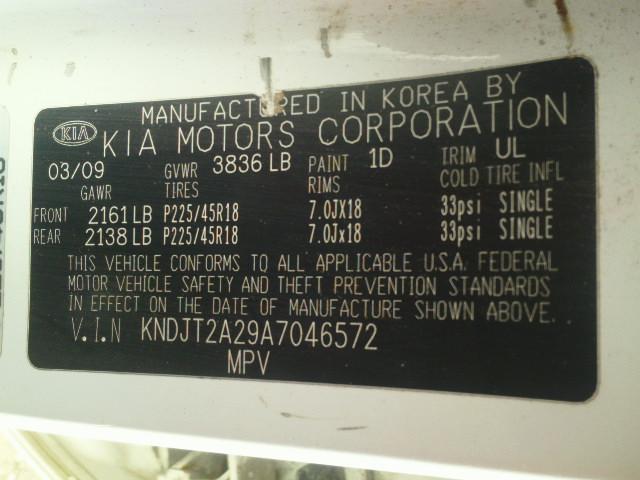 MANUFACTURED IN KOREA BY
KIA KIA MOTORS CORPORATION
03/09 GVWR 3836 LB PAINT 1D TRIM UL
GAWR TIRES RIMS COLD TIRE INFL
FRONT 2161 LB P225/45R18 7.0JX18 33psi SINGLE
REAR 2138 LB P225/45R18 7.0Jx18 33psi SINGLE
THIS VEHICLE CONFORMS TO ALL APPLICABLE U.S.A. FEDERAL
MOTOR VEHICLE SAFETY AND THEFT PREVENTION STANDARDS
IN EFFECT ON THE DATE OF MANUFACTURE SHOWN ABOVE.
V.I.N KNDJT2A29A7046572
MPV